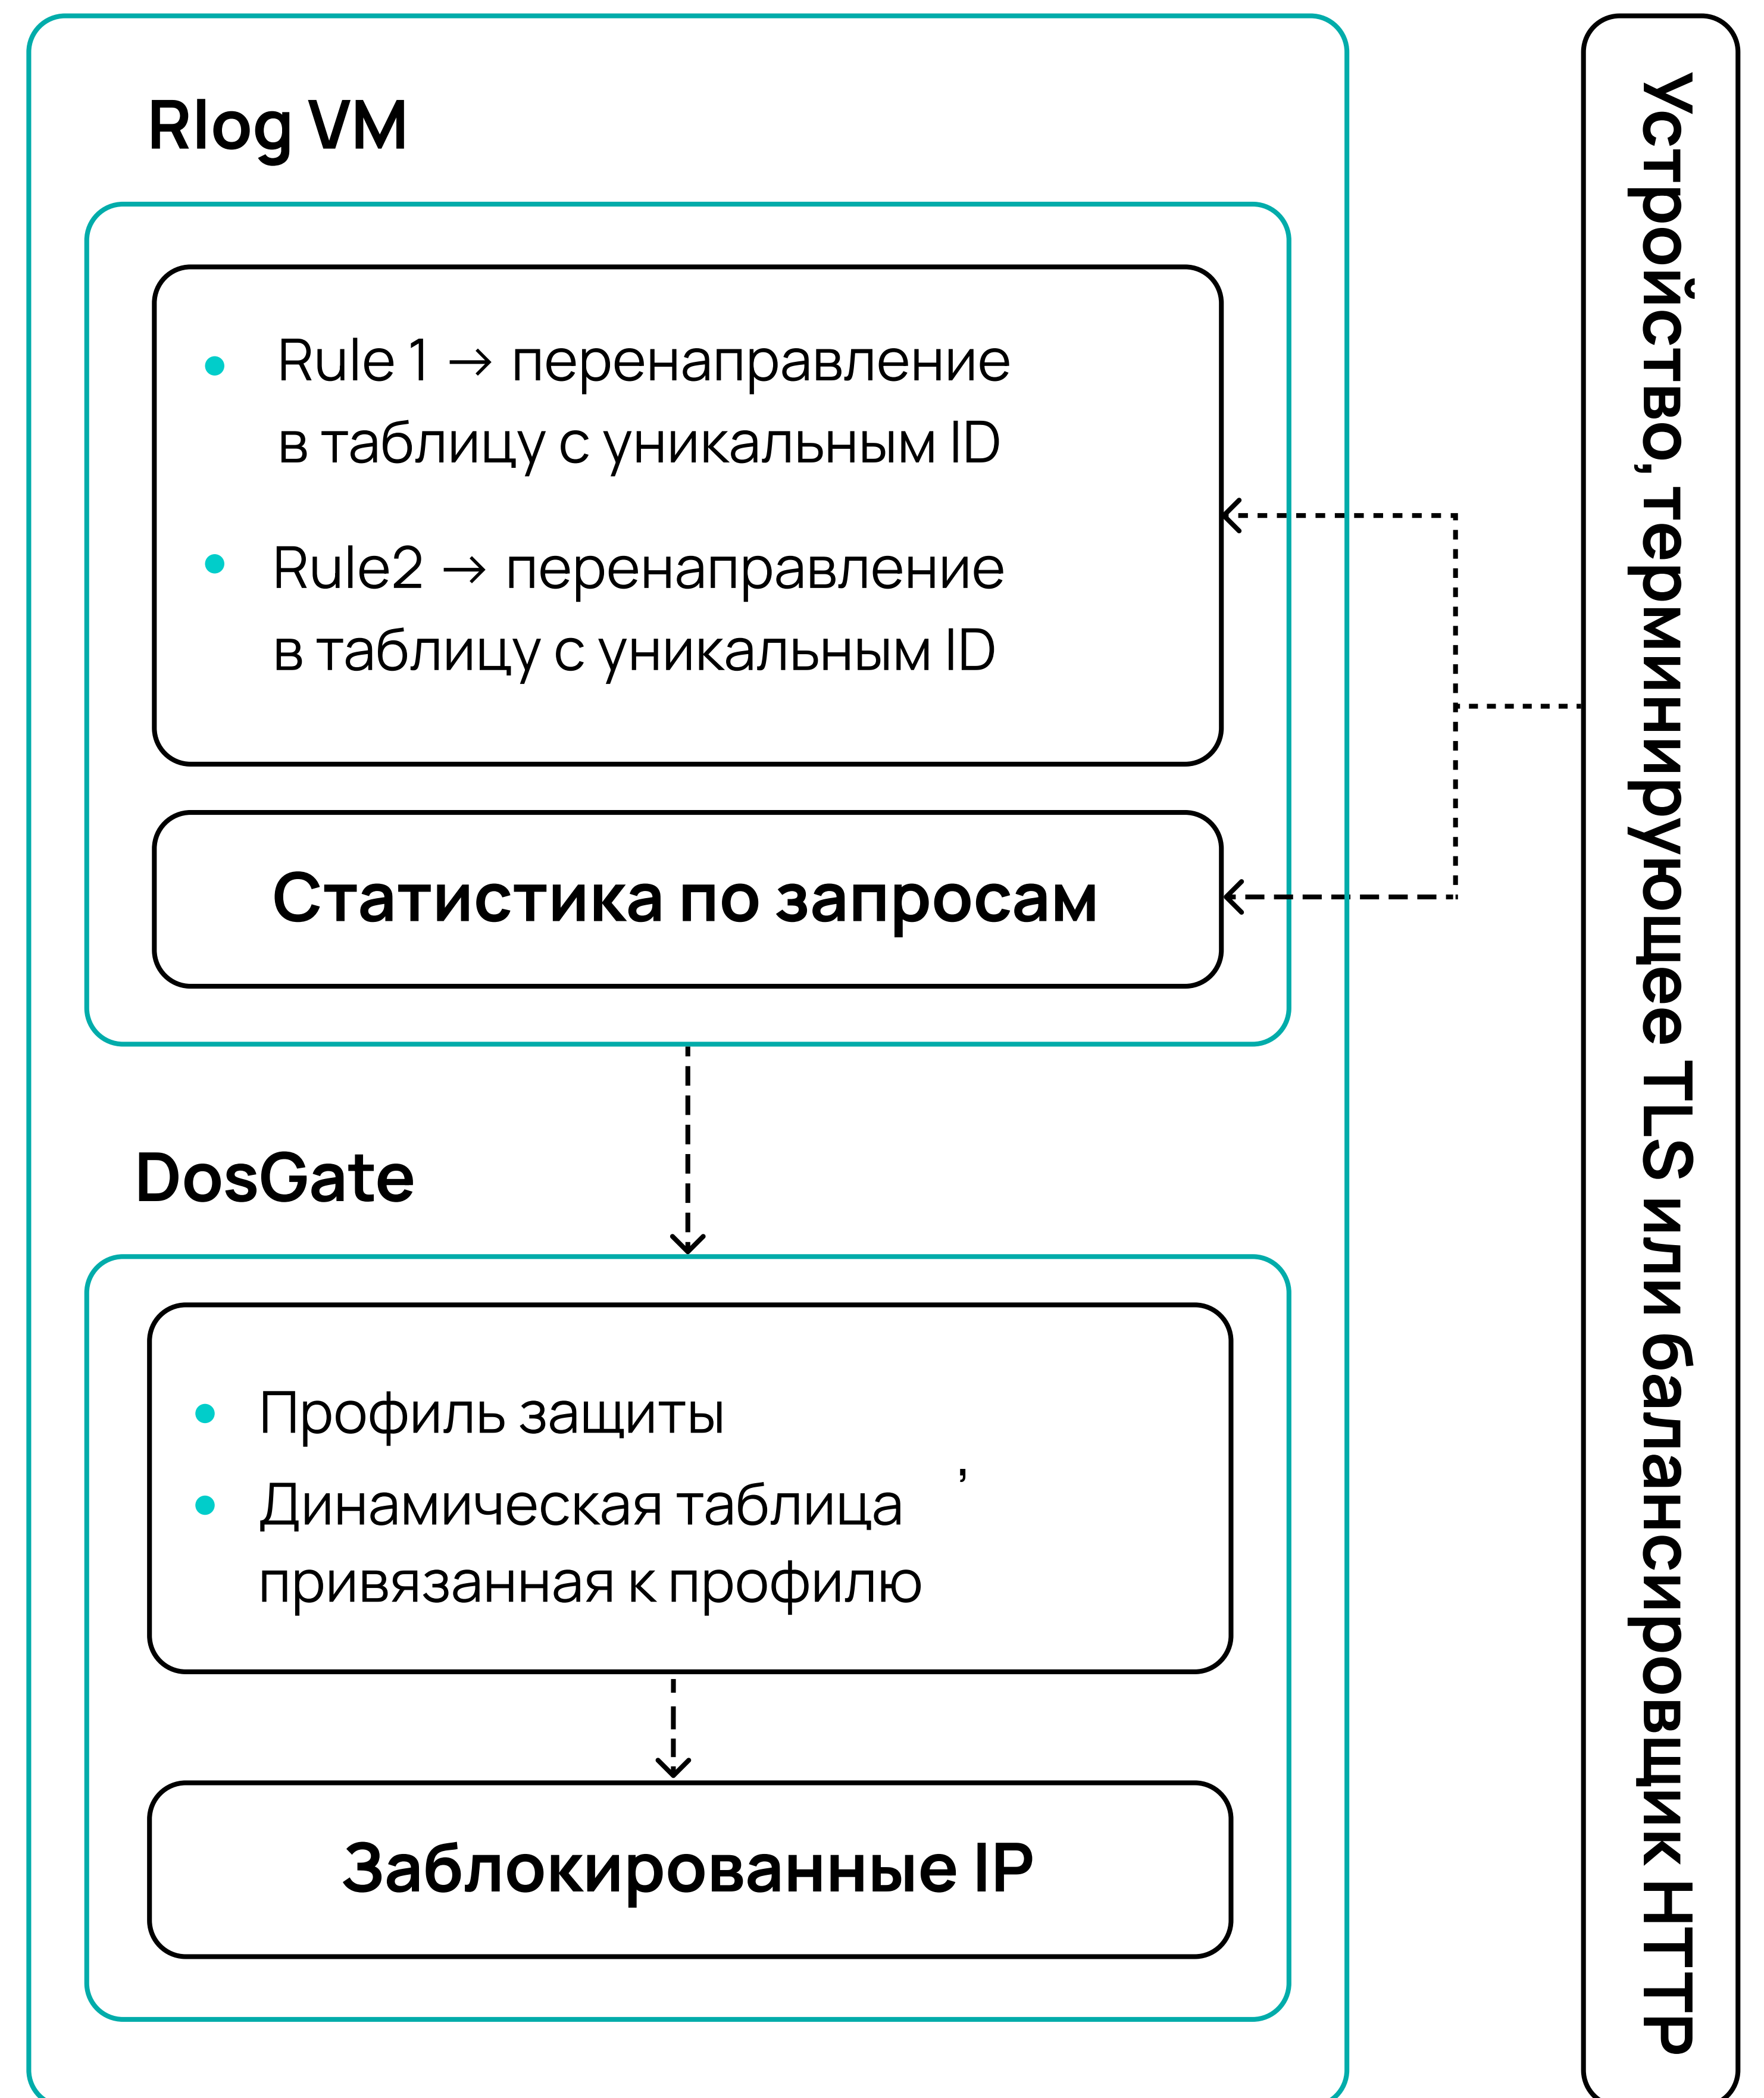 Rlog VM
Rule 1 → перенаправление
в таблицу с уникальным ID
Rule2 → перенаправление
в таблицу с уникальным ID
Статистика по запросам
DosGate
Профиль защиты
Динамическая таблица ,
привязанная к профилю
Заблокированные IP
Устройство, терминирующее TLS или балансировщик HTTP